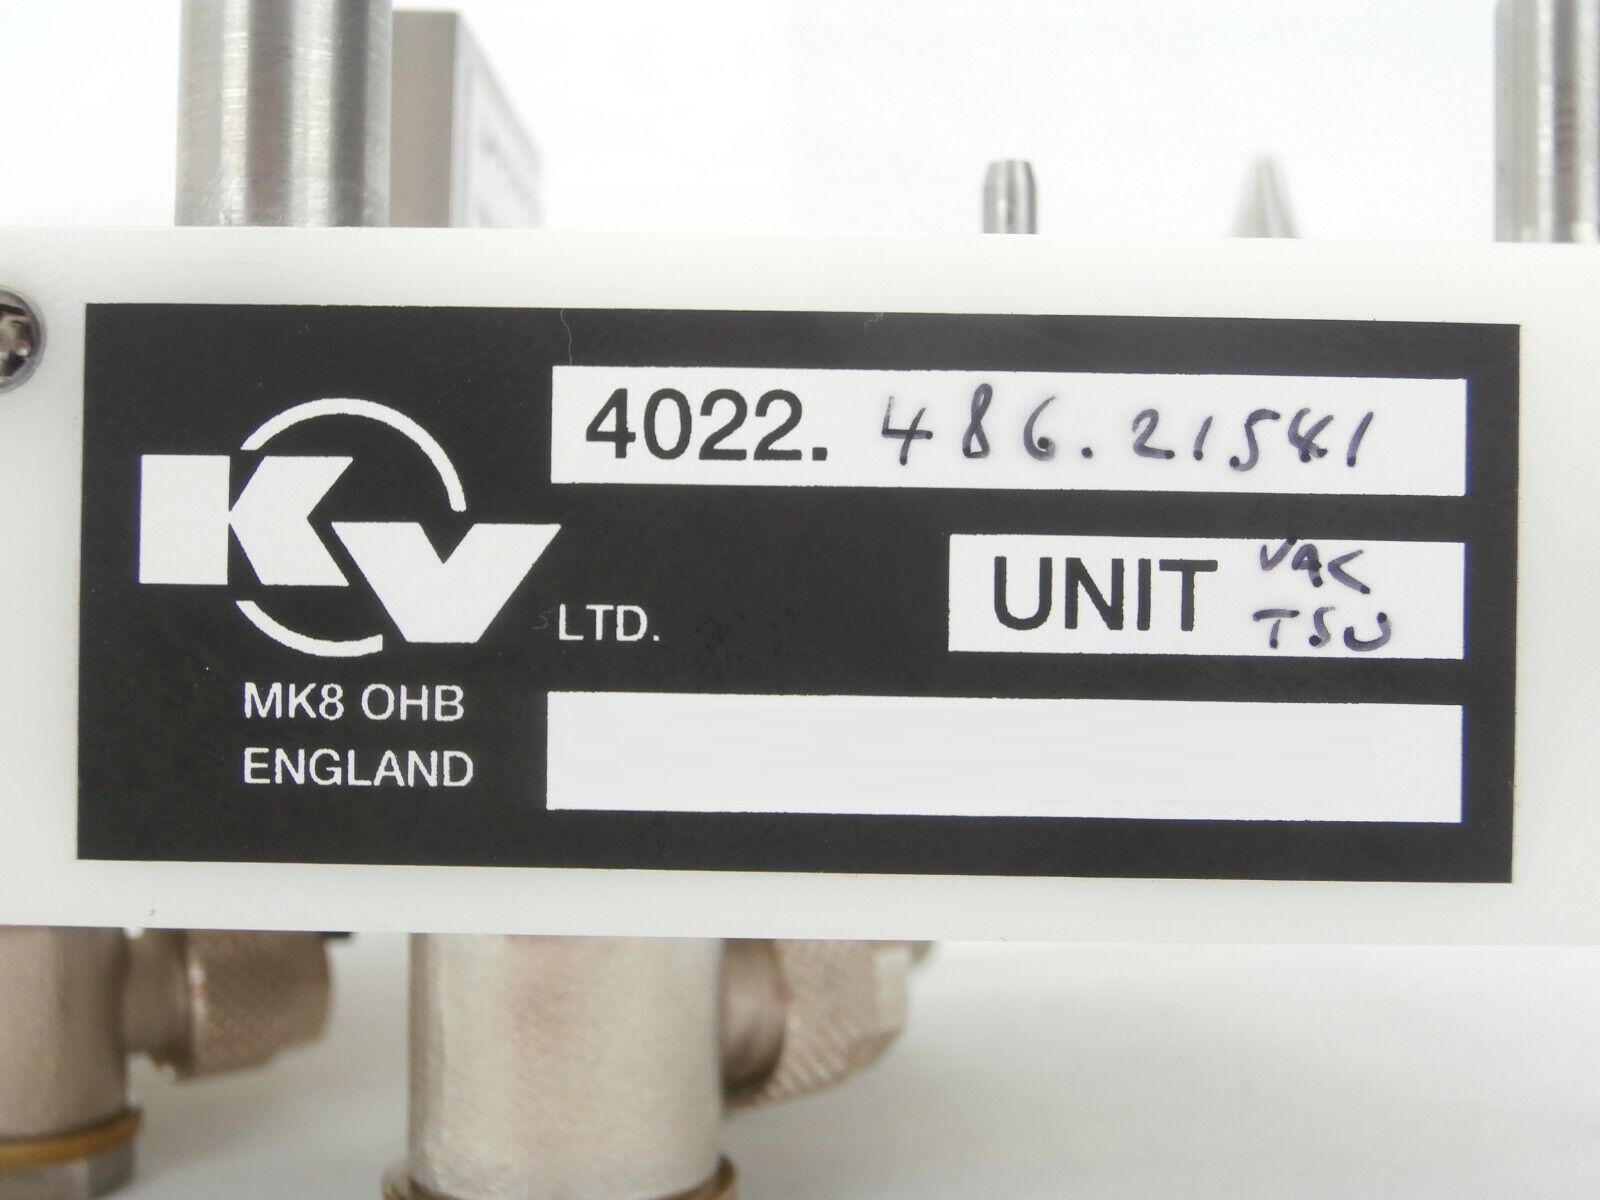 4022. 486.21541
KV LTD.
UNIT VAC
TSU
MK8 OHB
ENGLAND